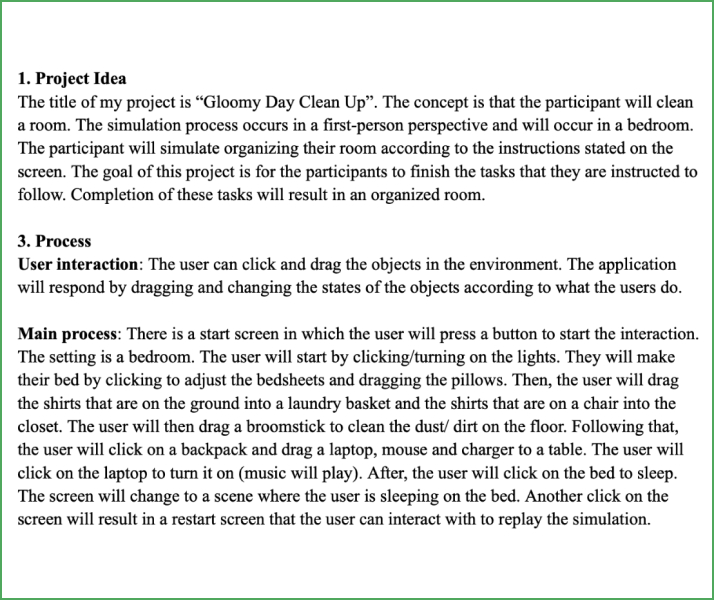 1. Project Idea
The title of my project is “Gloomy Day Clean Up”. The concept is that the participant will clean
a room. The simulation process occurs in a first-person perspective and will occur in a bedroom.
The participant will simulate organizing their room according to the instructions stated on the
screen. The goal of this project is for the participants to finish the tasks that they are instructed to
follow. Completion of these tasks will result in an organized room.
3. Process
User interaction: The user can click and drag the objects in the environment. The application
will respond by dragging and changing the states of the objects according to what the users do.
Main process: There is a start screen in which the user will press a button to start the interaction.
The setting is a bedroom. The user will start by clicking/turning on the lights. They will make
their bed by clicking to adjust the bedsheets and dragging the pillows. Then, the user will drag
the shirts that are on the ground into a laundry basket and the shirts that are on a chair into the
closet. The user will then drag a broomstick to clean the dust/ dirt on the floor. Following that,
the user will click on a backpack and drag a laptop, mouse and charger to a table. The user will
click on the laptop to turn it on (music will play). After, the user will click on the bed to sleep.
The screen will change to a scene where the user is sleeping on the bed. Another click on the
screen will result in a restart screen that the user can interact with to replay the simulation.